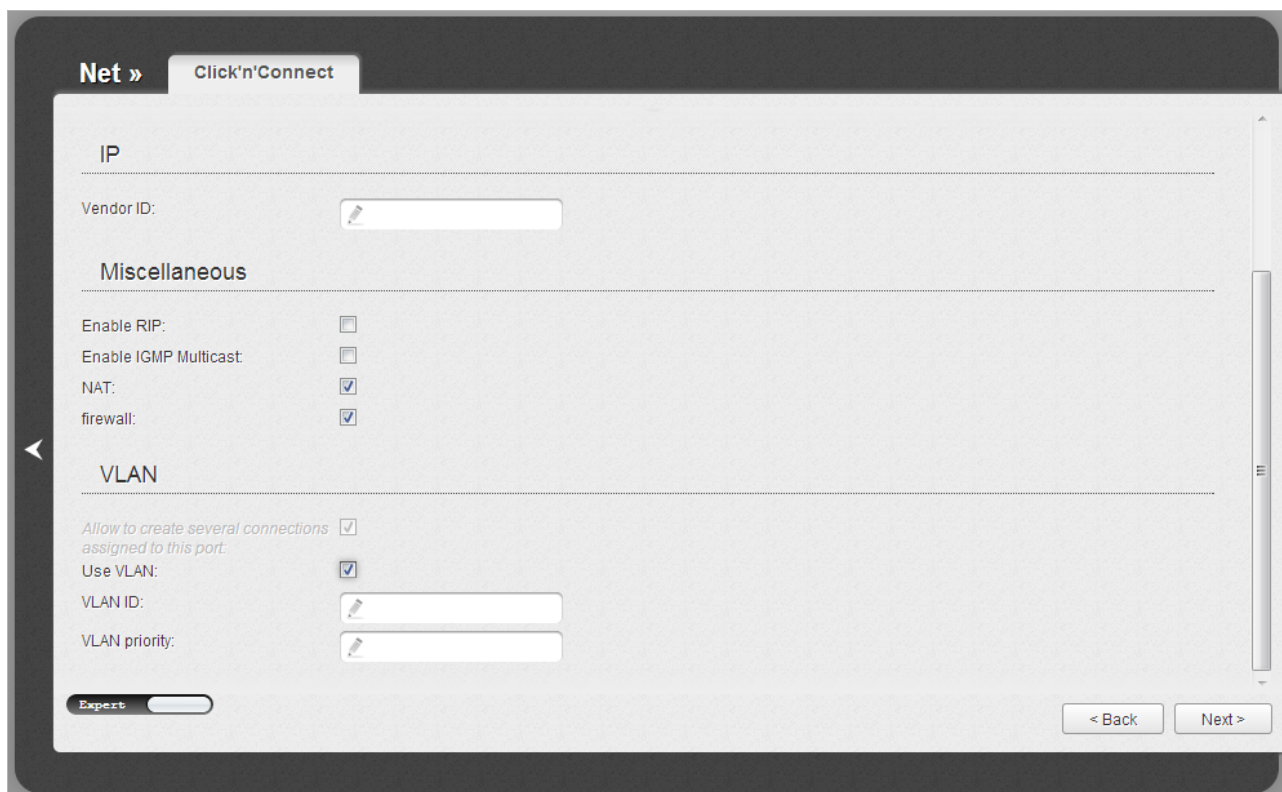 Net »
Click'n'Connect
IP
Vendor ID:
Miscellaneous
Enable RIP:
Enable IGMP Multicast:
NAT:
firewall:
VLAN
Allow to create several connections
assigned to this port:
Use VLAN:
VLAN ID:
VLAN priority:
Expert
< Back
Next >